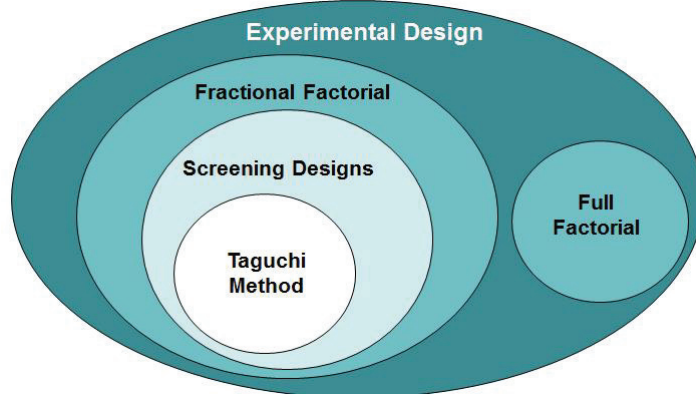 Experimental Design
Fractional Factorial
Screening Designs
Taguchi
Method
Full
Factorial